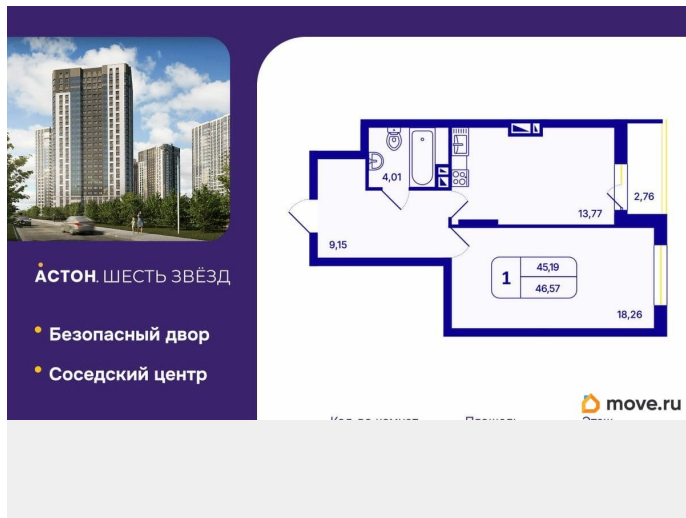 АСТОН. ШЕСТЬ ЗВЁЗД
Безопасный двор
Соседский центр
4,01
9,15
13,77
2,76
1
45,19
46,57
18,26
move.ru